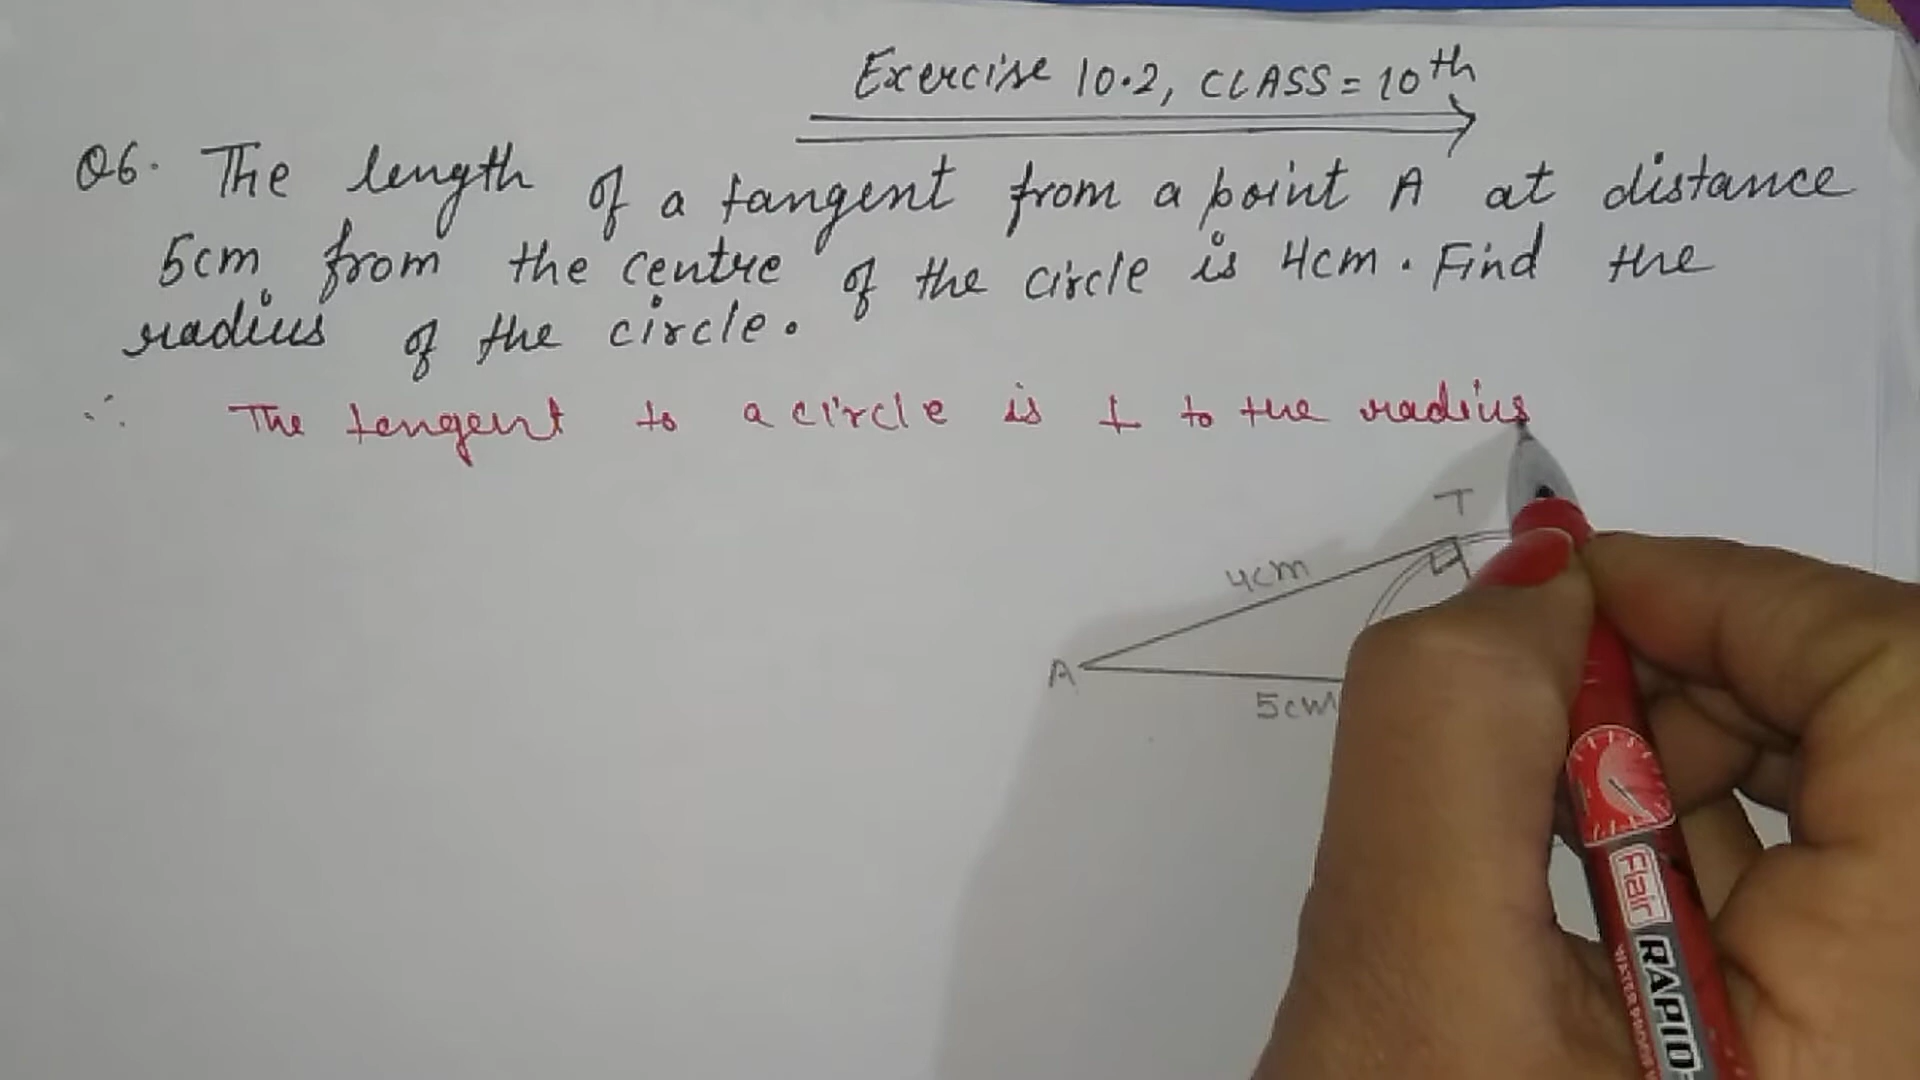 Exercise 10.2, CLASS = 10th
Q6. The length of a tangent from a point A at distance
5cm from the centre of the circle is 4cm. Find the
radius of the circle.
∴ The tangent to a circle is ⊥ to the radius
T
4cm
A
5cm
Flair
RAPID
WATER PROOF